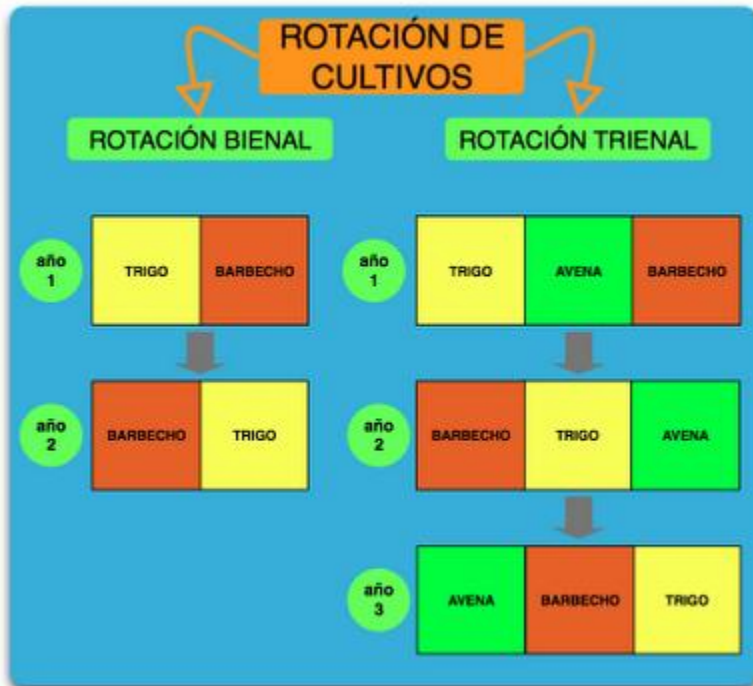 ROTACIÓN DE
CULTIVOS
ROTACIÓN BIENAL
año
1
TRIGO
BARBECHO
año
2
BARBECHO
TRIGO
ROTACIÓN TRIENAL
año
1
TRIGO
AVENA
BARBECHO
año
2
BARBECHO
TRIGO
AVENA
año
3
AVENA
BARBECHO
TRIGO